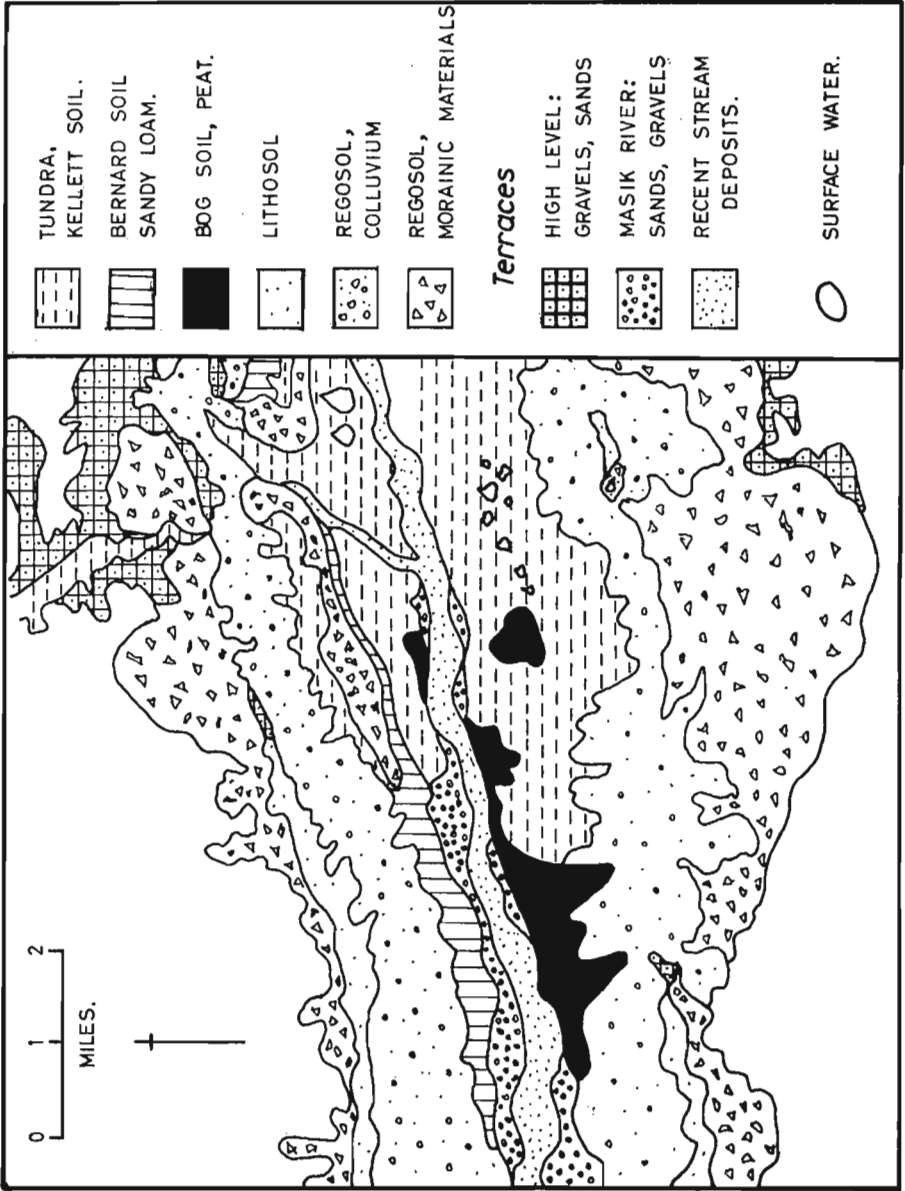 TUNDRA,
KELLETT SOIL.
BERNARD SOIL
SANDY LOAM.
BOG SOIL, PEAT.
LITHOSOL
REGOSOL,
COLLUVIUM
REGOSOL,
MORAINIC MATERIALS
Terraces
HIGH LEVEL:
GRAVELS, SANDS
MASIK RIVER:
SANDS, GRAVELS
RECENT STREAM
DEPOSITS.
SURFACE WATER.
0 1 2
MILES.